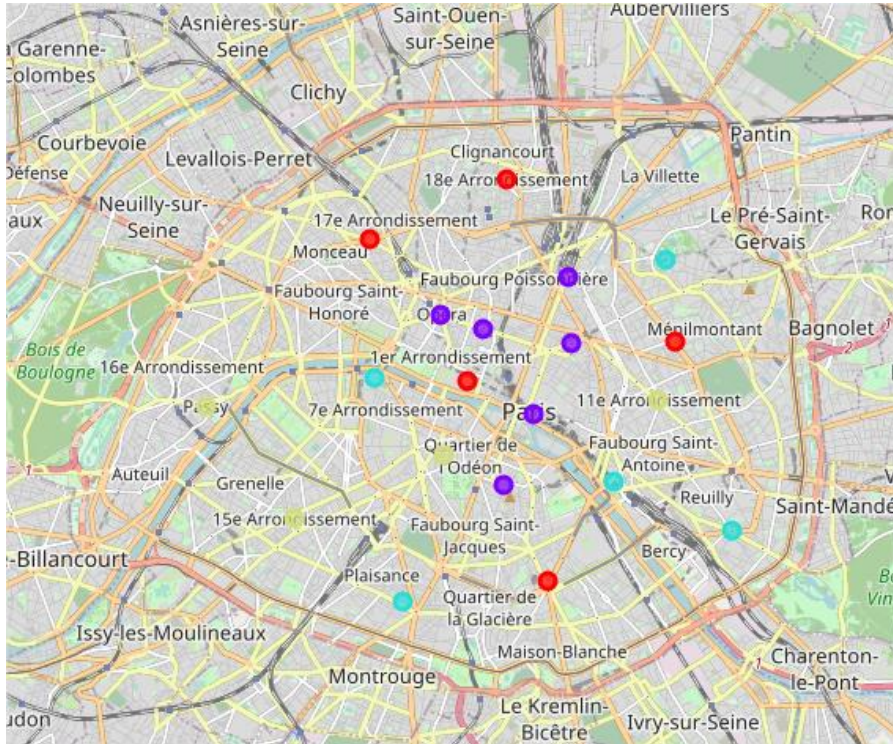 Aubervilliers
Saint-Ouen-
sur-Seine
Asnières-sur-
Seine
Garenne-
Colombes
Clichy
Courbevoie
Pantin
Clignancourt
Levallois-Perret
Défense
18e Arrondissement
La Villette
Neuilly-sur-
Seine
17e Arrondissement
Le Pré-Saint-
Gervais
Monceau
Faubourg Poissonnière
Faubourg Saint-
Honoré
Opéra
Ménilmontant
Bagnolet
Bois de
Boulogne
2
1er Arrondissement
16e Arrondissement
Passy
7e Arrondissement
Paris
11e Arrondissement
Quartier de
l'Odéon
Faubourg Saint-
Antoine
1
Auteuil
Grenelle
Reuilly
Saint-Mandé
15e Arrondissement
Faubourg Saint-
Jacques
Bercy
-Billancourt
Plaisance
Quartier de
la Glacière
Issy-les-Moulineaux
Maison-Blanche
1
Charenton-
le-Pont
Montrouge
Le Kremlin-
Bicêtre
Ivry-sur-Seine